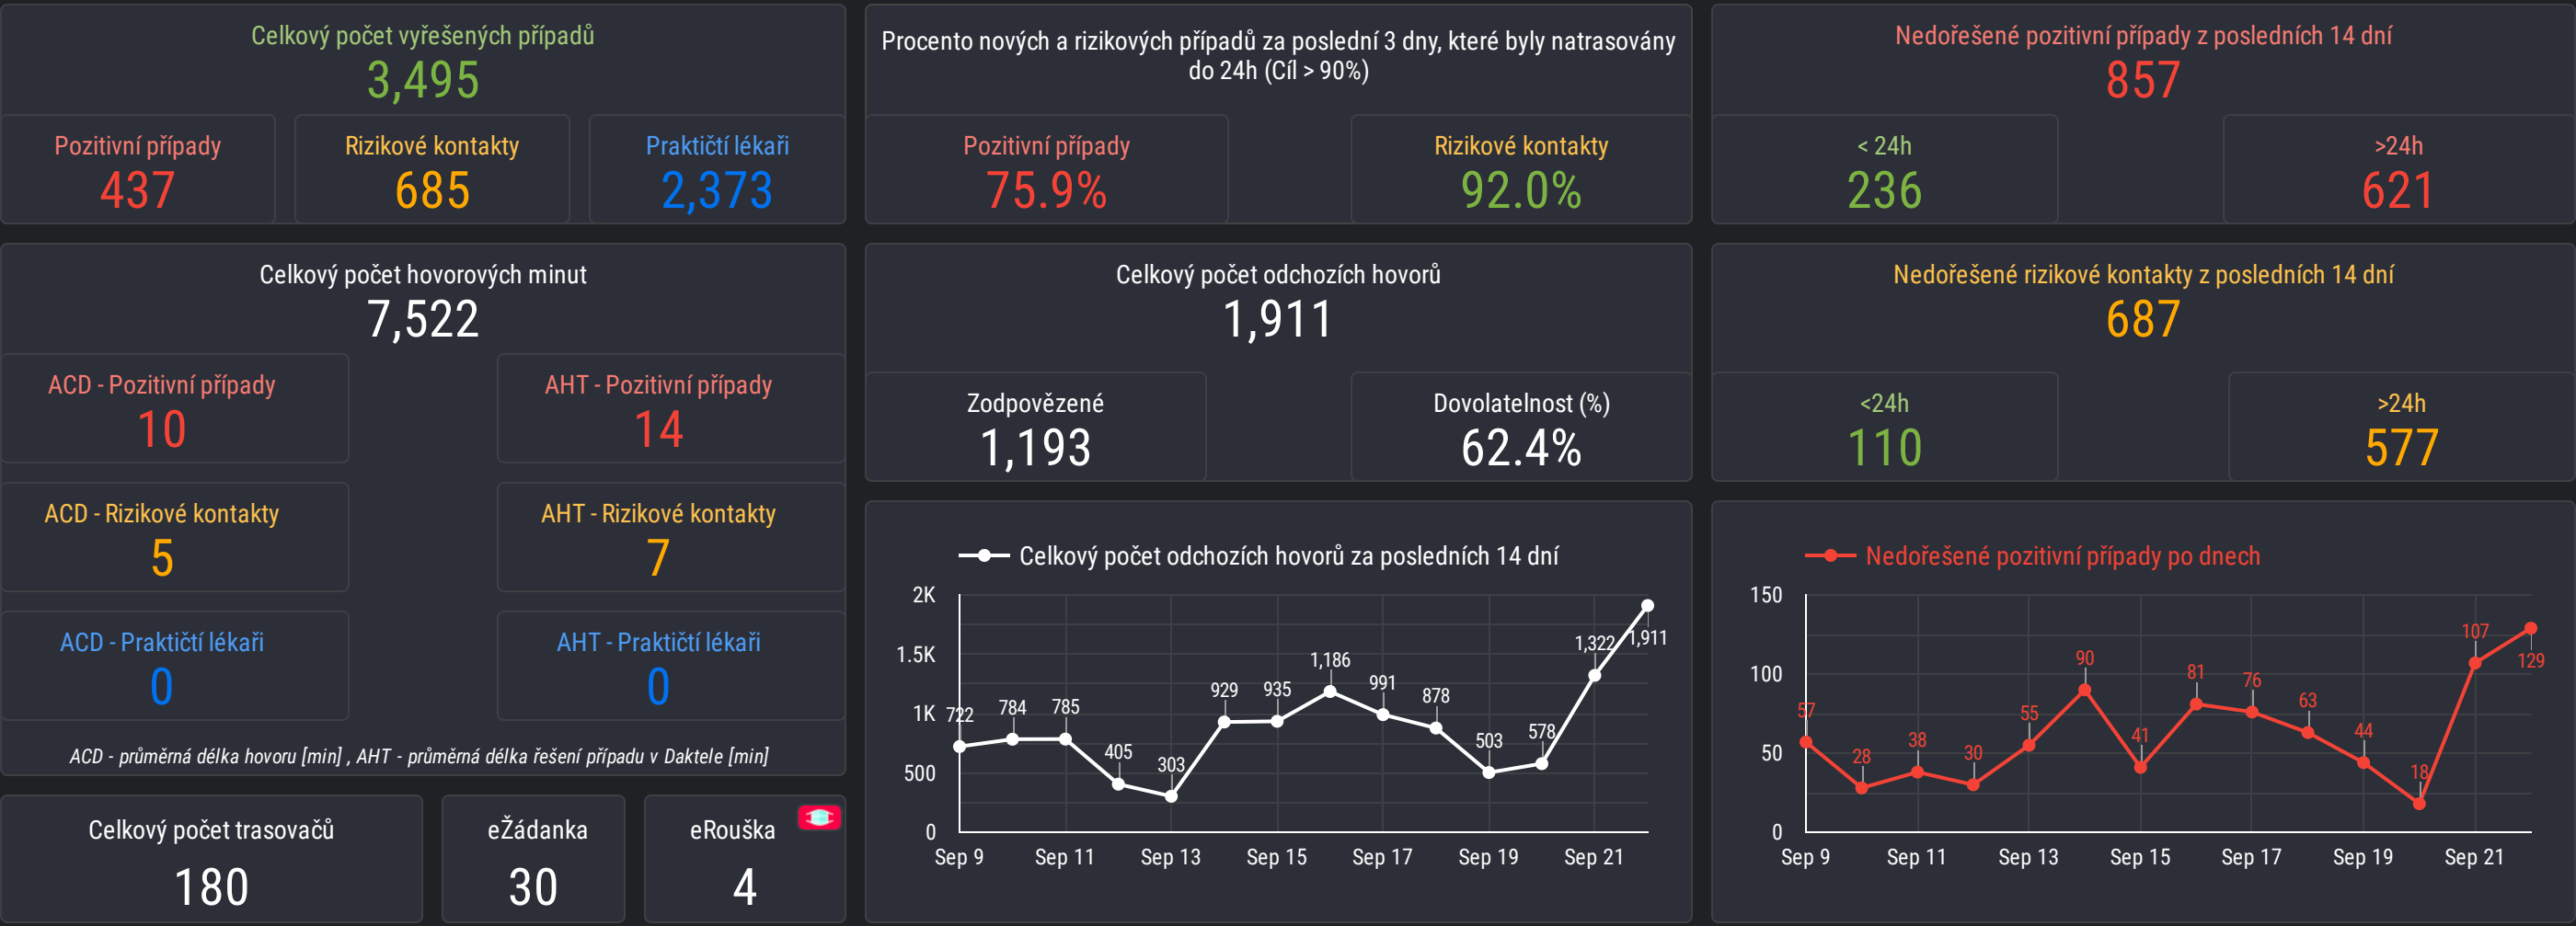 Celkový počet vyřešených případů
3,495
Pozitivní případy
437
Rizikové kontakty
685
Praktičtí lékaři
2,373
Procento nových a rizikových případů za poslední 3 dny, které byly natrasovány
do 24h (Cíl > 90%)
Pozitivní případy
75.9%
Rizikové kontakty
92.0%
Nedořešené pozitivní případy z posledních 14 dní
857
< 24h
236
>24h
621
Celkový počet hovorových minut
7,522
ACD - Pozitivní případy
10
AHT - Pozitivní případy
14
ACD - Rizikové kontakty
5
AHT - Rizikové kontakty
7
ACD - Praktičtí lékaři
0
AHT - Praktičtí lékaři
0
ACD - průměrná délka hovoru [min] , AHT - průměrná délka řešení případu v Daktele [min]
Celkový počet trasovačů
180
eŽádanka
30
eRouška
4
Celkový počet odchozích hovorů
1,911
Zodpovězené
1,193
Dovolatelnost (%)
62.4%
Nedořešené rizikové kontakty z posledních 14 dní
687
<24h
110
>24h
577
Celkový počet odchozích hovorů za posledních 14 dní
2K
1.5K
1K
500
0
722
784
785
405
303
929
935
1,186
991
878
503
578
1,322
1,911
Sep 9
Sep 11
Sep 13
Sep 15
Sep 17
Sep 19
Sep 21
Nedořešené pozitivní případy po dnech
150
100
50
0
57
28
38
30
55
90
41
81
76
63
44
18
107
129
Sep 9
Sep 11
Sep 13
Sep 15
Sep 17
Sep 19
Sep 21